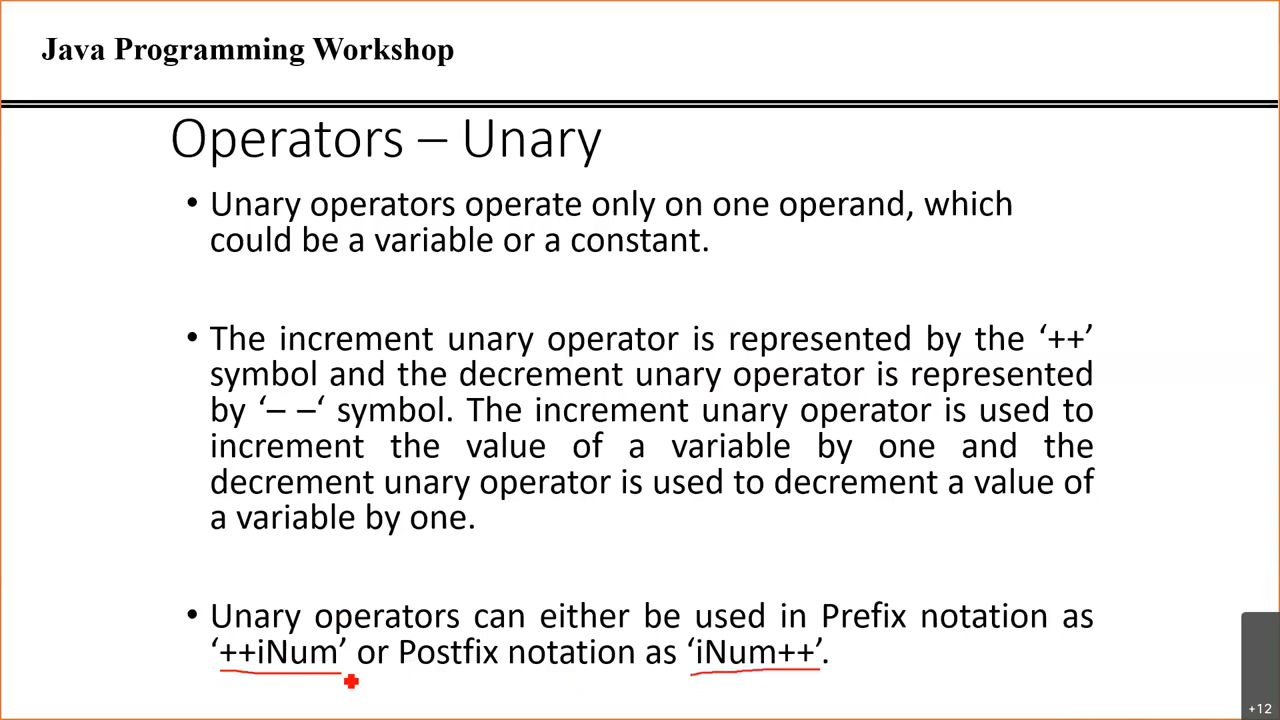 Java Programming Workshop
Operators – Unary
• Unary operators operate only on one operand, which
could be a variable or a constant.
• The increment unary operator is represented by the ‘++’
symbol and the decrement unary operator is represented
by ‘– –‘ symbol. The increment unary operator is used to
increment the value of a variable by one and the
decrement unary operator is used to decrement a value of
a variable by one.
• Unary operators can either be used in Prefix notation as
‘++iNum’ or Postfix notation as ‘iNum++’.
+12